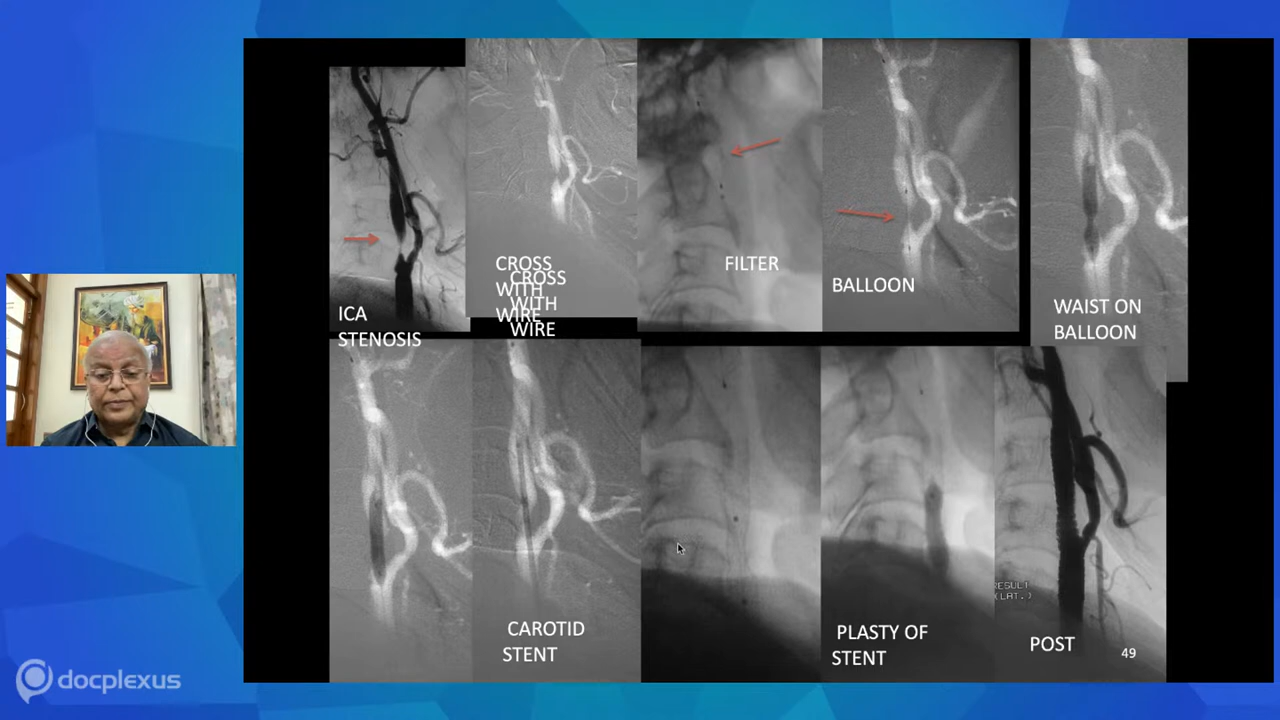 ICA
STENOSIS
CROSS
WITH
WIRE
CROSS
WITH
WIRE
FILTER
BALLOON
WAIST ON
BALLOON
CAROTID
STENT
PLASTY OF
STENT
RESULT
(LAT.)
POST
49
docplexus